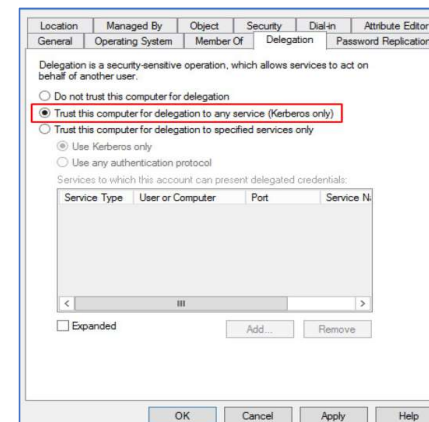 Location Managed By Object Security Dial-in Attribute Editor
General Operating System Member Of Delegation Password Replication
Delegation is a security-sensitive operation, which allows services to act on
behalf of another user.
Do not trust this computer for delegation
Trust this computer for delegation to any service (Kerberos only)
Trust this computer for delegation to specified services only
Use Kerberos only
Use any authentication protocol
Services to which this account can present delegated credentials:
Service Type User or Computer Port Service Na
Expanded Add... Remove
OK Cancel Apply Help